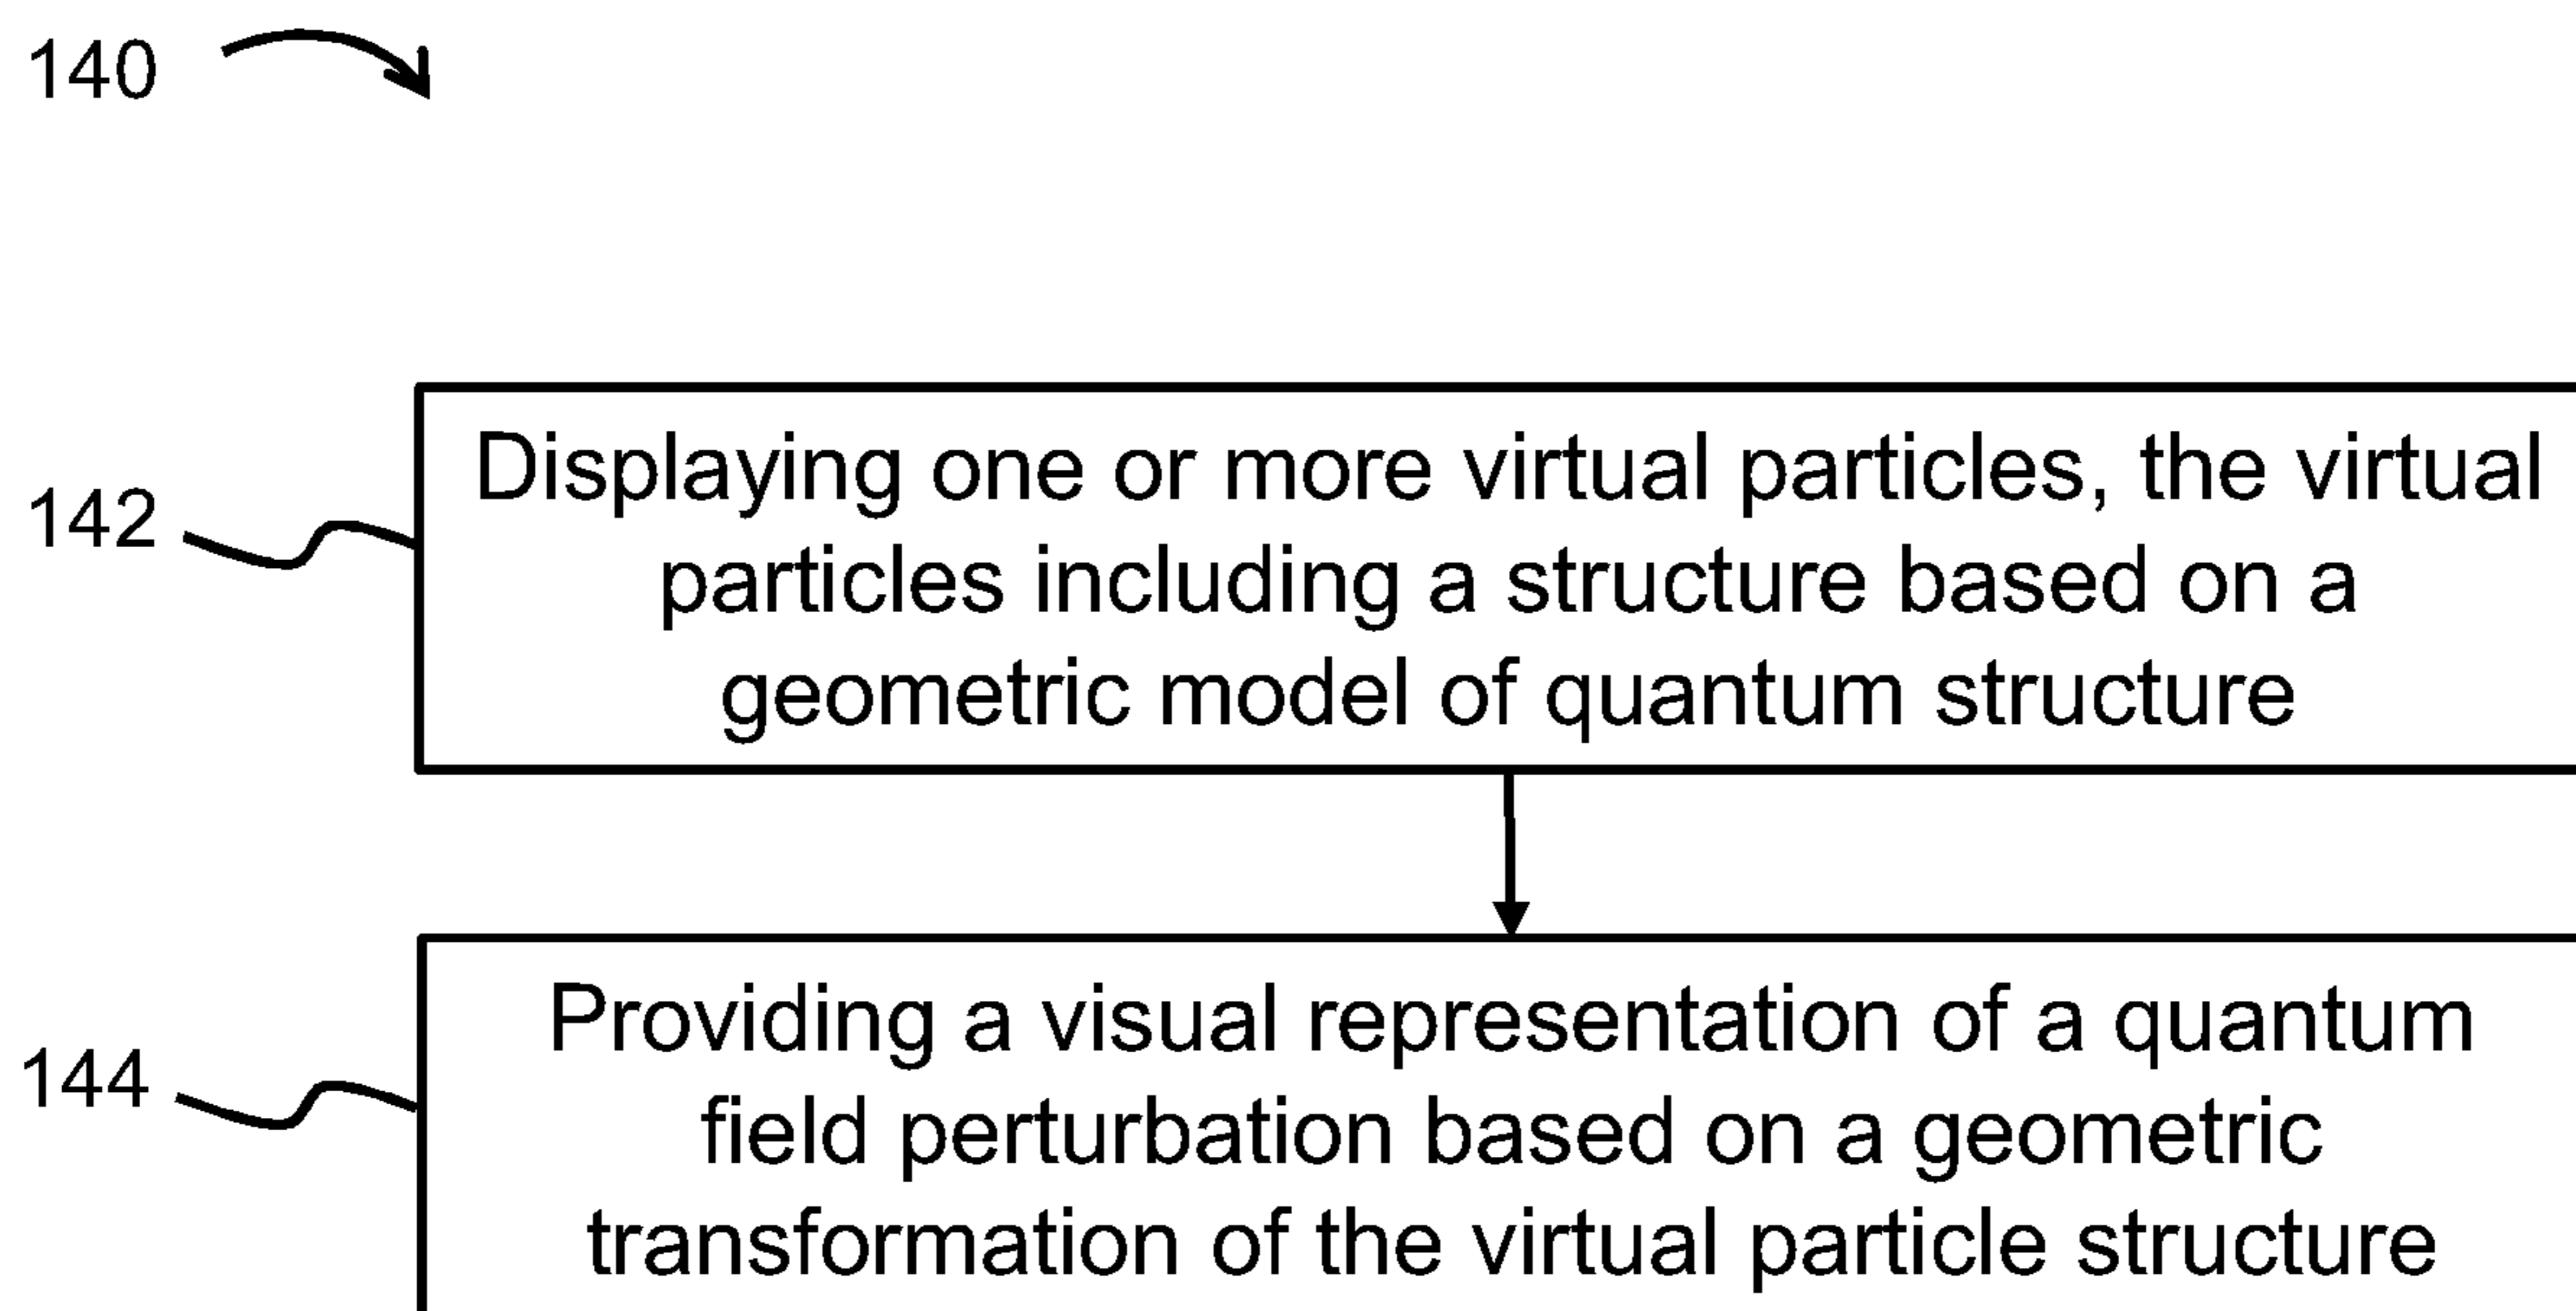 140
142
Displaying one or more virtual particles, the virtual
particles including a structure based on a
geometric model of quantum structure
144
Providing a visual representation of a quantum
field perturbation based on a geometric
transformation of the virtual particle structure